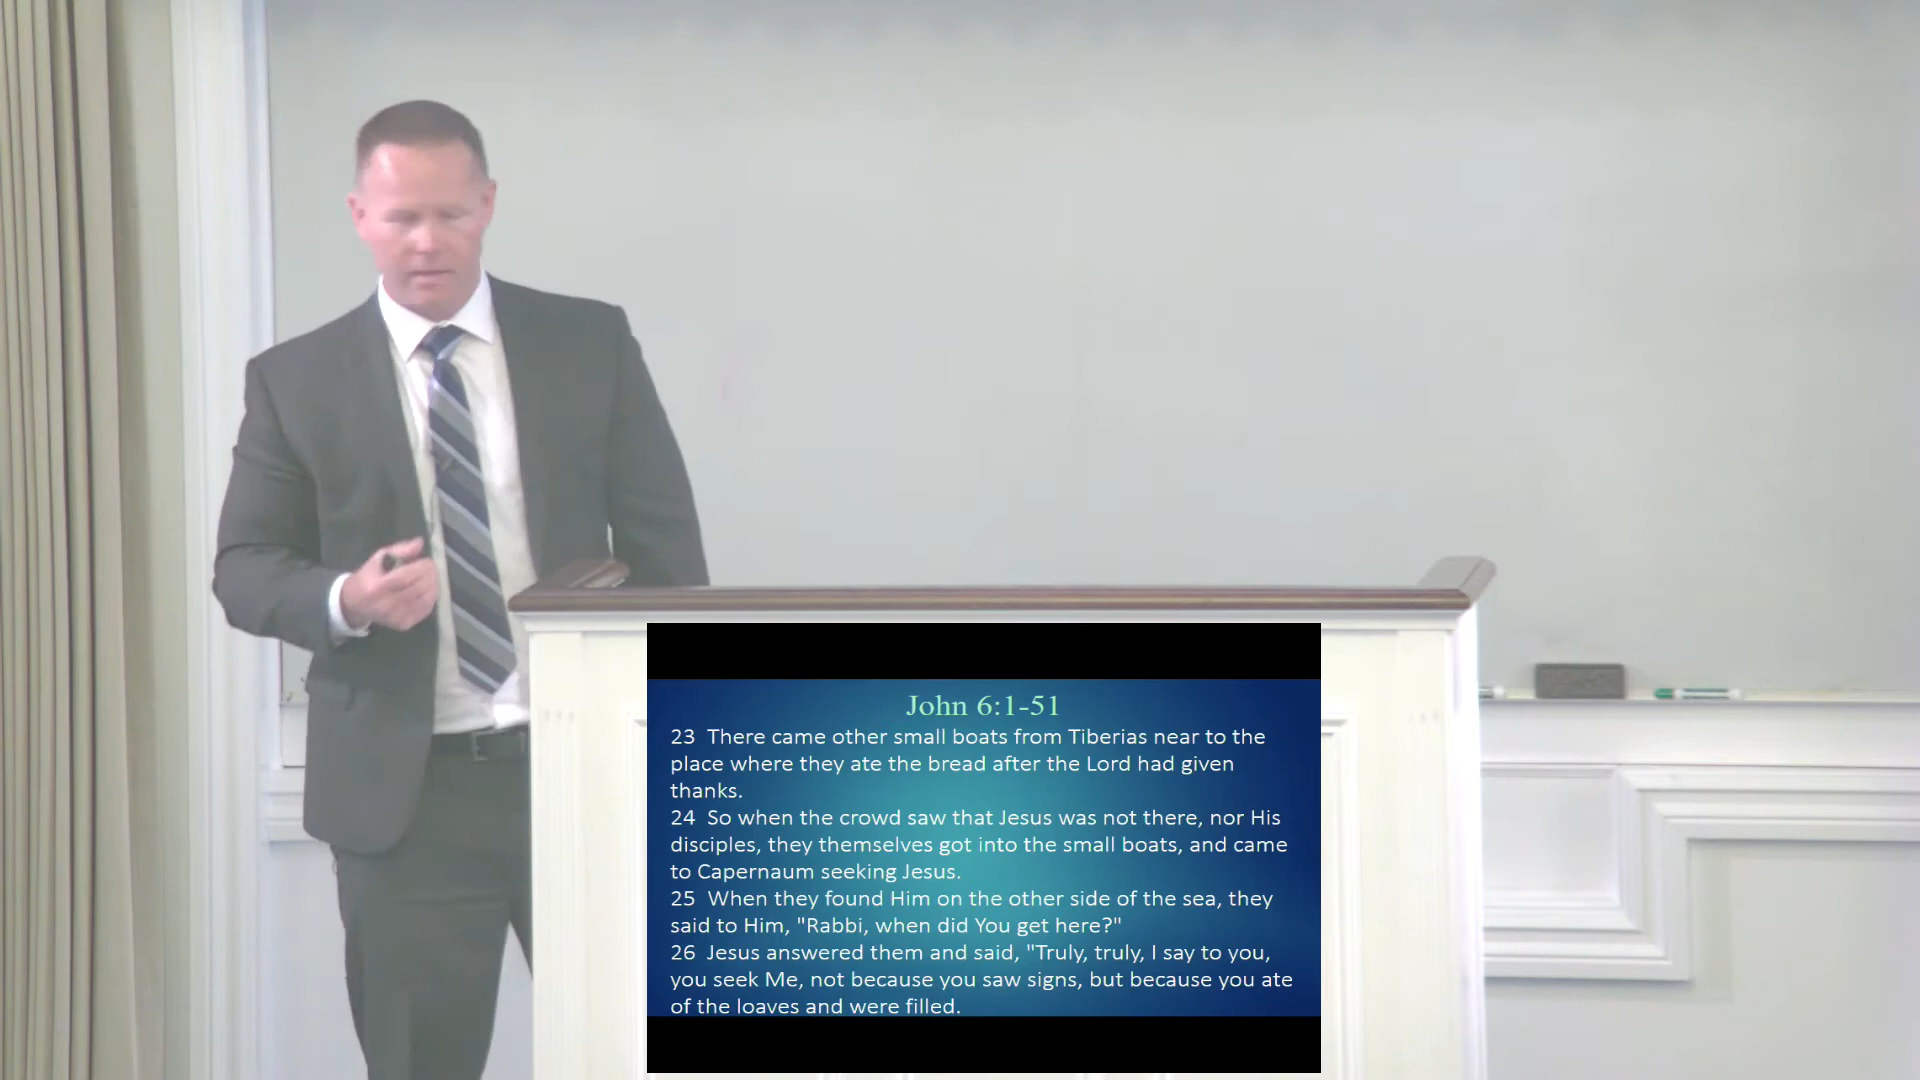 John 6:1-51
23  There came other small boats from Tiberias near to the
place where they ate the bread after the Lord had given
thanks.
24  So when the crowd saw that Jesus was not there, nor His
disciples, they themselves got into the small boats, and came
to Capernaum seeking Jesus.
25  When they found Him on the other side of the sea, they
said to Him, "Rabbi, when did You get here?"
26  Jesus answered them and said, "Truly, truly, I say to you,
you seek Me, not because you saw signs, but because you ate
of the loaves and were filled.